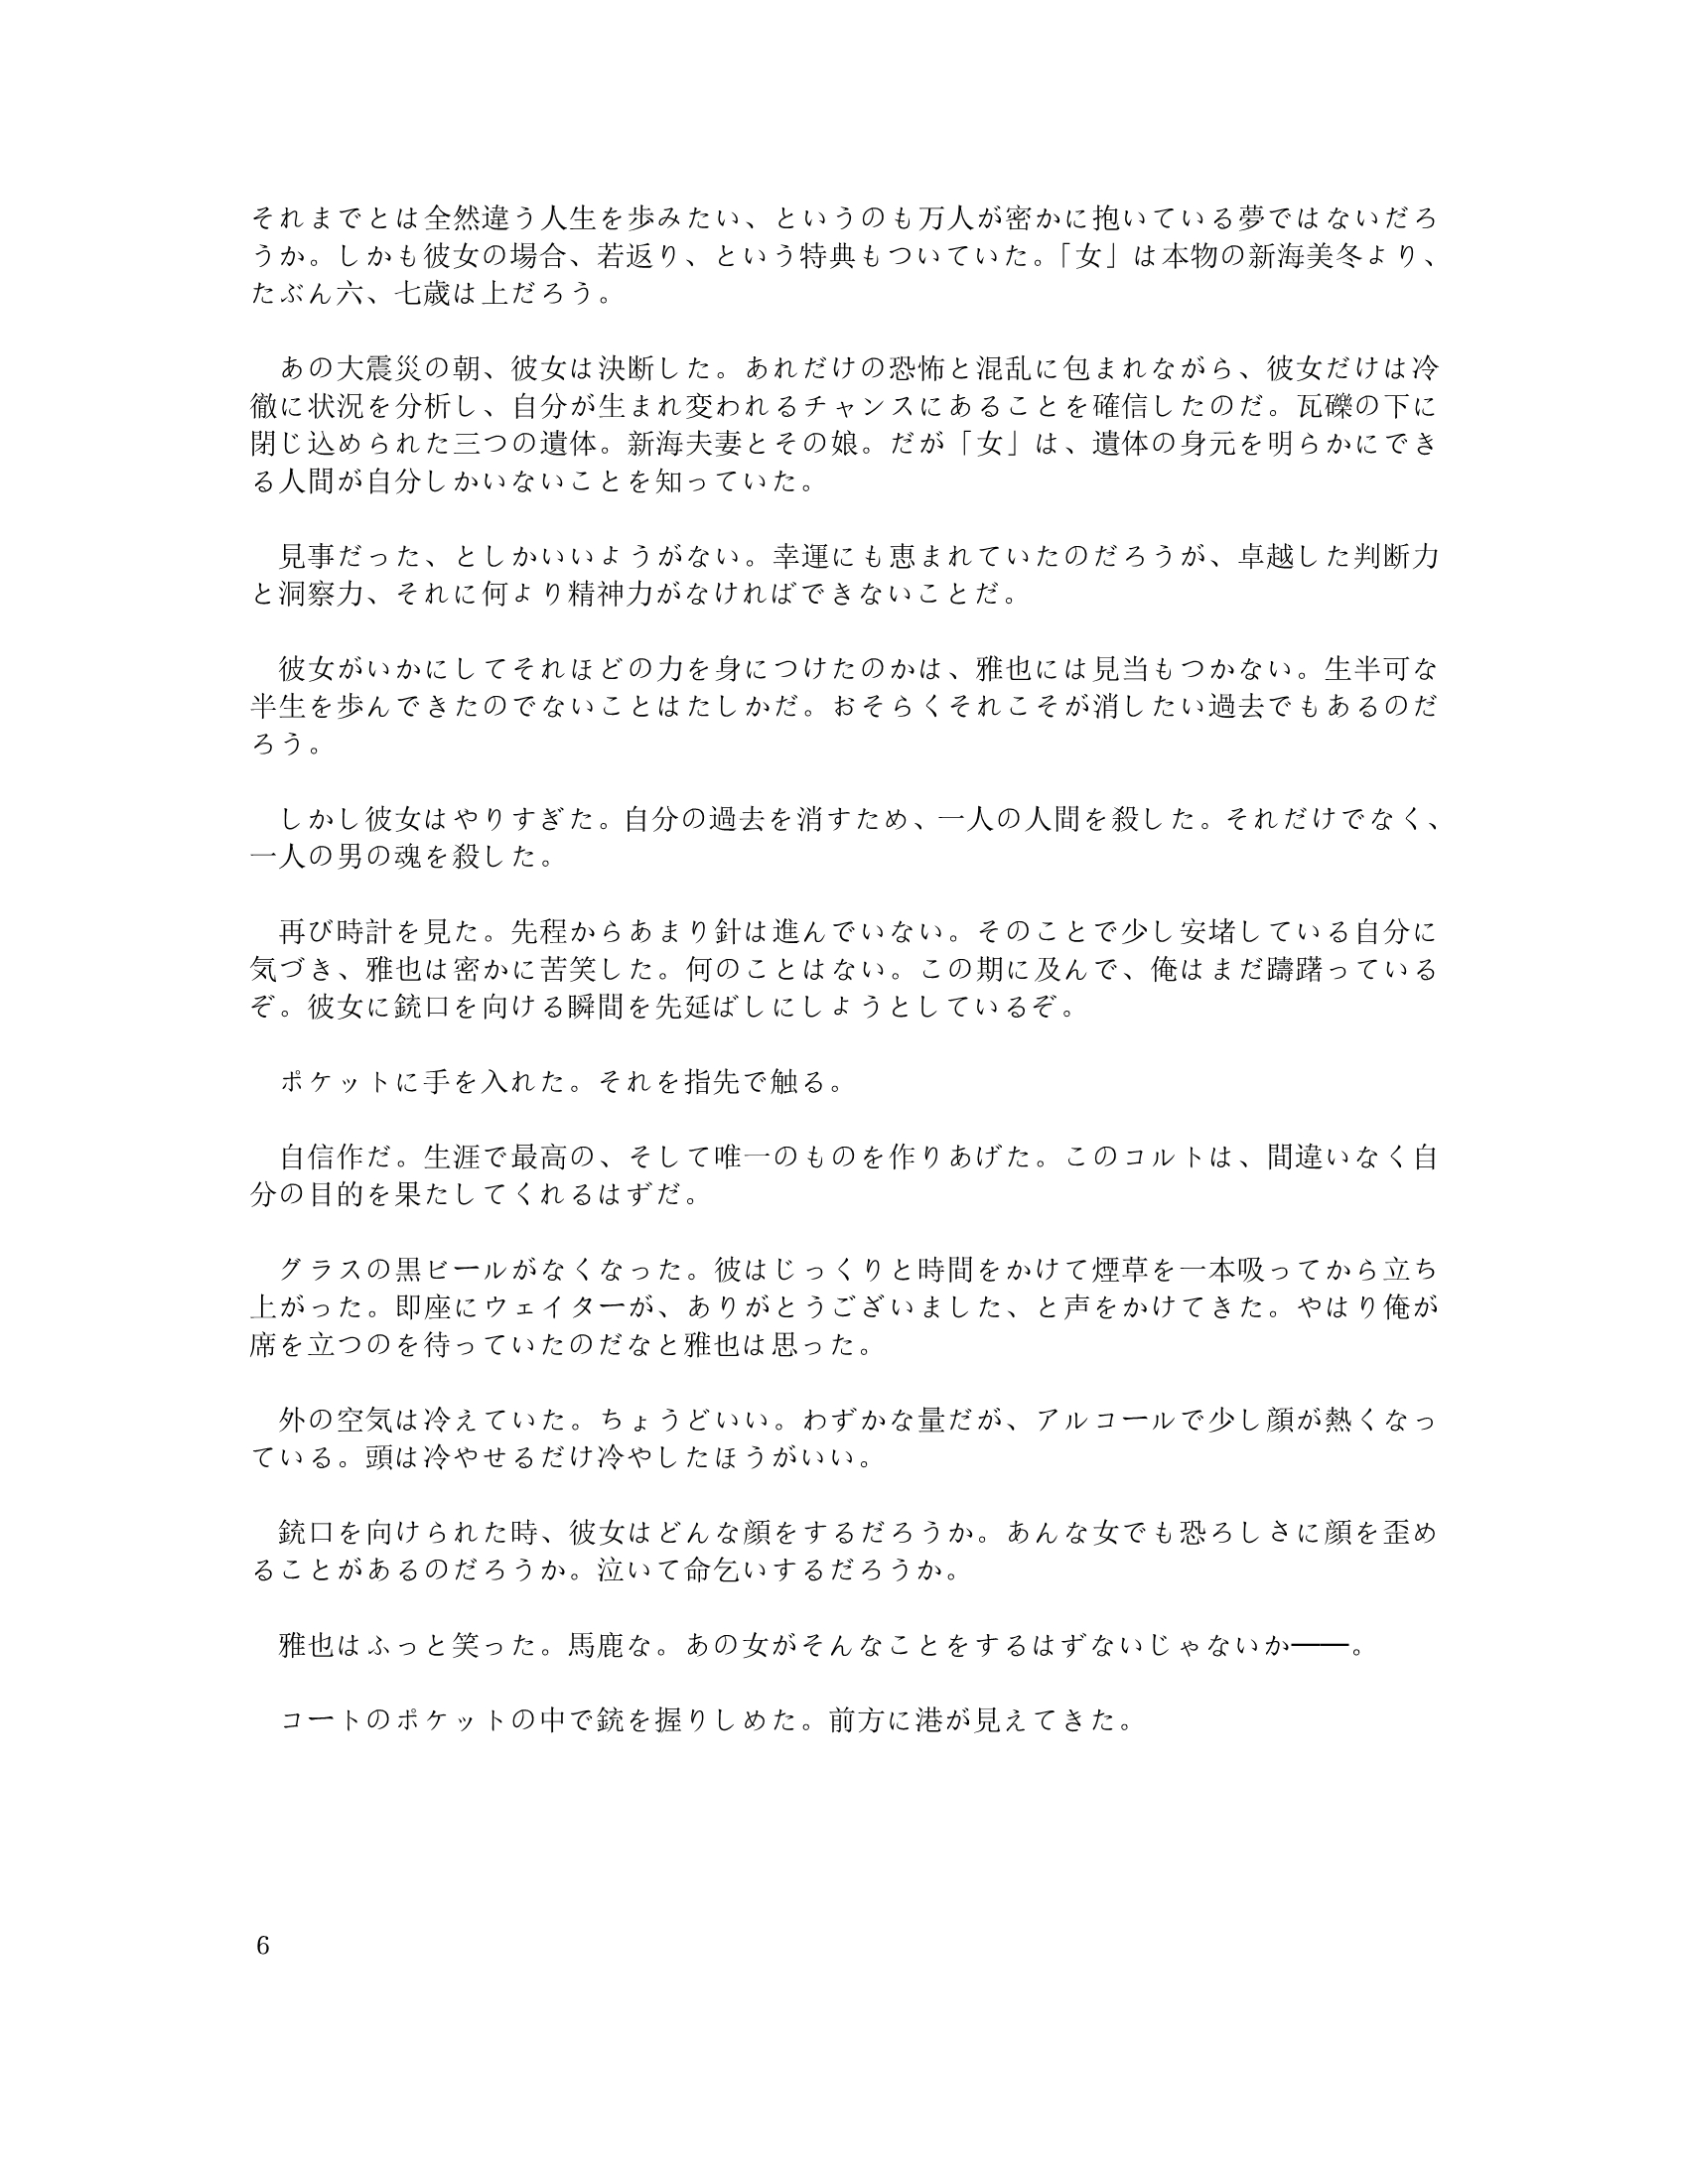 それまでとは全然違う人生を歩みたい、というのも万人が密かに抱いている夢ではないだろ
うか。しかも彼女の場合、若返り、という特典もついていた。「女」は本物の新海美冬より、
たぶん六、七歳は上だろう。
　あの大震災の朝、彼女は決断した。あれだけの恐怖と混乱に包まれながら、彼女だけは冷
徹に状況を分析し、自分が生まれ変われるチャンスにあることを確信したのだ。瓦礫の下に
閉じ込められた三つの遺体。新海夫妻とその娘。だが「女」は、遺体の身元を明らかにでき
る人間が自分しかいないことを知っていた。
　見事だった、としかいいようがない。幸運にも恵まれていたのだろうが、卓越した判断力
と洞察力、それに何より精神力がなければできないことだ。
　彼女がいかにしてそれほどの力を身につけたのかは、雅也には見当もつかない。生半可な
半生を歩んできたのでないことはたしかだ。おそらくそれこそが消したい過去でもあるのだ
ろう。
　しかし彼女はやりすぎた。自分の過去を消すため、一人の人間を殺した。それだけでなく、
一人の男の魂を殺した。
　再び時計を見た。先程からあまり針は進んでいない。そのことで少し安堵している自分に
気づき、雅也は密かに苦笑した。何のことはない。この期に及んで、俺はまだ躊躇っている
ぞ。彼女に銃口を向ける瞬間を先延ばしにしようとしているぞ。
　ポケットに手を入れた。それを指先で触る。
　自信作だ。生涯で最高の、そして唯一のものを作りあげた。このコルトは、間違いなく自
分の目的を果たしてくれるはずだ。
　グラスの黒ビールがなくなった。彼はじっくりと時間をかけて煙草を一本吸ってから立ち
上がった。即座にウェイターが、ありがとうございました、と声をかけてきた。やはり俺が
席を立つのを待っていたのだなと雅也は思った。
　外の空気は冷えていた。ちょうどいい。わずかな量だが、アルコールで少し顔が熱くなっ
ている。頭は冷やせるだけ冷やしたほうがいい。
　銃口を向けられた時、彼女はどんな顔をするだろうか。あんな女でも恐ろしさに顔を歪め
ることがあるのだろうか。泣いて命乞いするだろうか。
　雅也はふっと笑った。馬鹿な。あの女がそんなことをするはずないじゃないか――。
　コートのポケットの中で銃を握りしめた。前方に港が見えてきた。
6